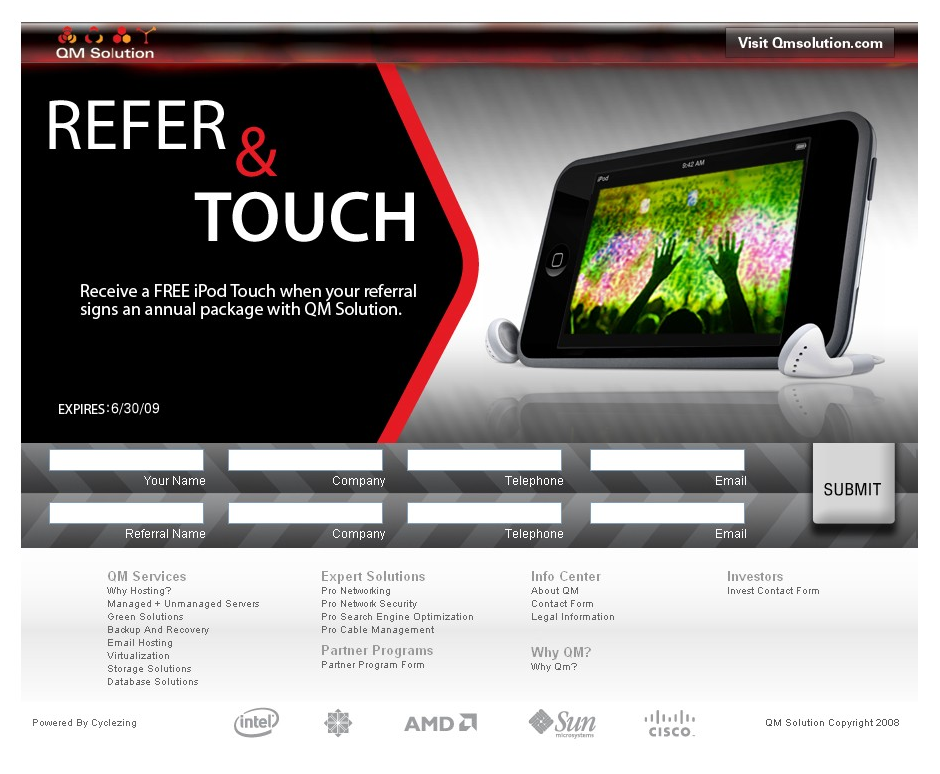 QM Solution
Visit Qmsolution.com
REFER
&
TOUCH
Receive a FREE iPod Touch when your referral
signs an annual package with QM Solution.
EXPIRES: 6/30/09
iPod
9:42 AM
Your Name
Company
Telephone
Email
SUBMIT
Referral Name
Company
Telephone
Email
QM Services
Why Hosting?
Managed + Unmanaged Servers
Green Solutions
Backup And Recovery
Email Hosting
Virtualization
Storage Solutions
Database Solutions
Expert Solutions
Pro Networking
Pro Network Security
Pro Search Engine Optimization
Pro Cable Management
Partner Programs
Partner Program Form
Info Center
About QM
Contact Form
Legal Information
Why QM?
Why Qm?
Investors
Invest Contact Form
Powered By Cyclezing
intel
AMD
Sun
microsystems
CISCO
QM Solution Copyright 2008